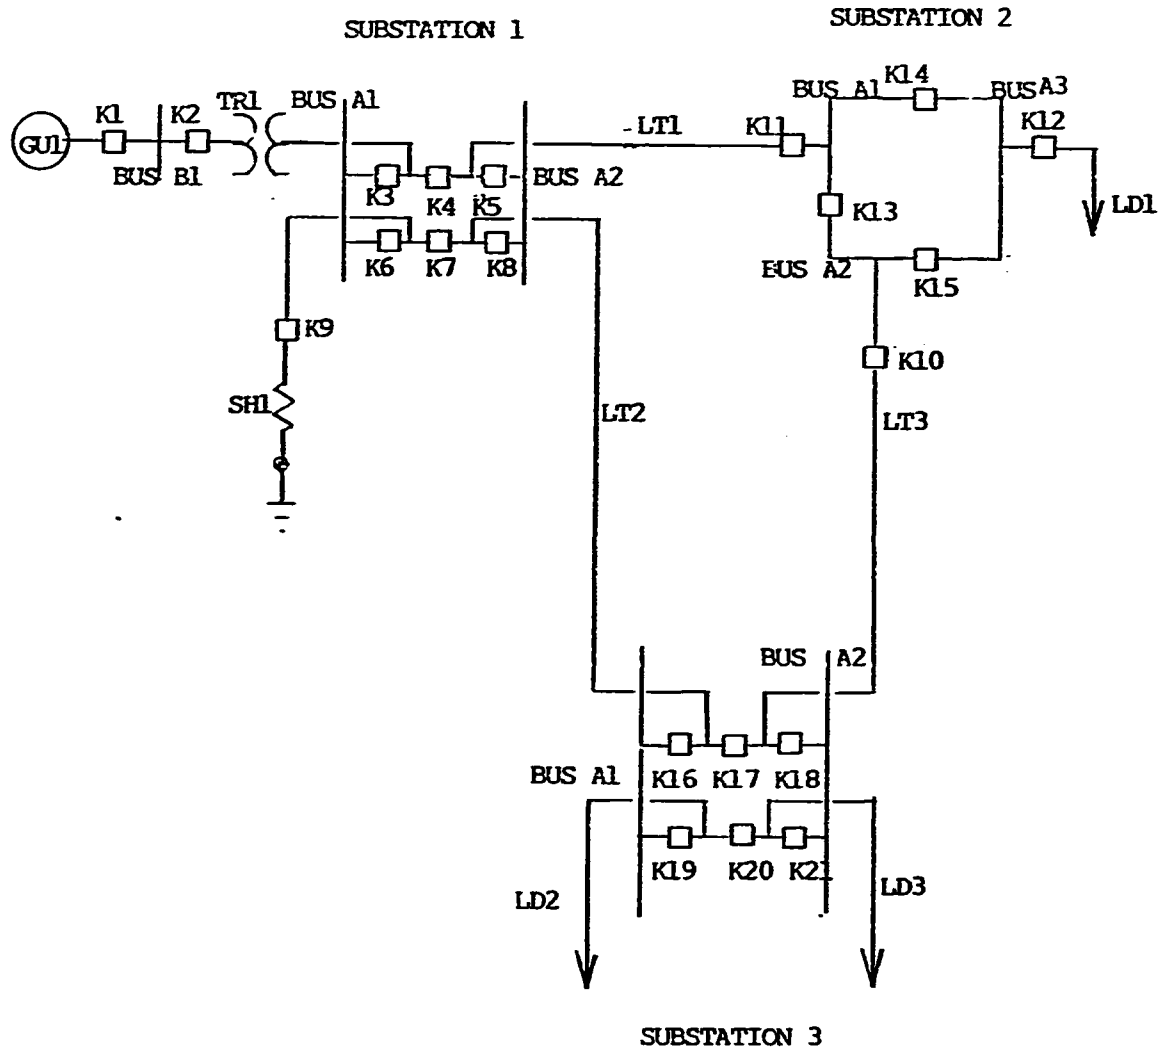 SUBSTATION 1
SUBSTATION 2
GU1
K1
BUS B1
K2
TR1
BUS A1
K3
K4
K5
BUS A2
K6
K7
K8
K9
SH1
LT1
LT2
K11
BUS A1
K14
BUS A3
K12
LD1
K13
BUS A2
K15
K10
LT3
BUS A2
K16
K17
K18
BUS A1
K19
K20
K21
LD2
LD3
SUBSTATION 3